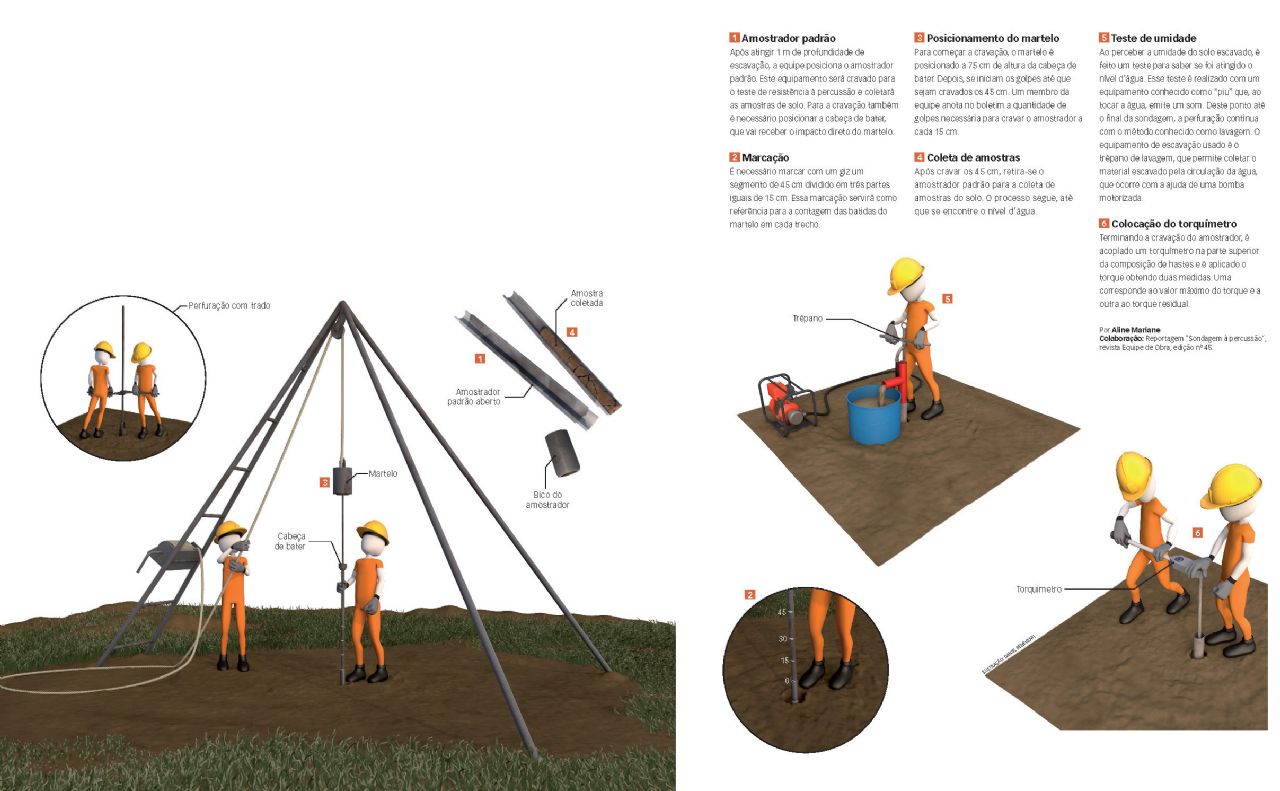 1 Amostrador padrão
Após atingir 1 m de profundidade de
escavação, a equipe posiciona o amostrador
padrão. Este equipamento será cravado para
o teste de resistência à percussão e coletará
as amostras de solo. Para a cravação também
é necessário posicionar a cabeça de bater,
que vai receber o impacto direto do martelo.
2 Marcação
É necessário marcar com um giz um
segmento de 45 cm dividido em três partes
iguais de 15 cm. Essa marcação servirá como
referência para a contagem das batidas do
martelo em cada trecho.
3 Posicionamento do martelo
Para começar a cravação, o martelo é
posicionado a 75 cm de altura da cabeça de
bater. Depois, se iniciam os golpes até que
sejam cravados os 45 cm. Um membro da
equipe anota no boletim a quantidade de
golpes necessária para cravar o amostrador a
cada 15 cm.
4 Coleta de amostras
Após cravar os 45 cm, retira-se o
amostrador padrão para a coleta de
amostras do solo. O processo segue, até
que se encontre o nível d'água.
5 Teste de umidade
Ao perceber a umidade do solo escavado, é
feito um teste para saber se foi atingido o
nível d'água. Esse teste é realizado com um
equipamento conhecido como "piu" que, ao
tocar a água, emite um som. Deste ponto até
o final da sondagem, a perfuração continua
com o método conhecido como lavagem. O
equipamento de escavação usado é o
trépano de lavagem, que permite coletar o
material escavado pela circulação da água,
que ocorre com a ajuda de uma bomba
motorizada.
6 Colocação do torquímetro
Terminando a cravação do amostrador, é
acoplado um torquímetro na parte superior
da composição de hastes e é aplicado o
torque obtendo duas medidas. Uma
corresponde ao valor máximo do torque e a
outra ao torque residual.
Por Aline Mariane
Colaboração: Reportagem "Sondagem à percussão",
revista Equipe de Obra, edição nº 45.
Perfuração com trado
Amostra
coletada
4
1
Amostrador
padrão aberto
Bico do
amostrador
3
Martelo
Cabeça
de bater
Trépano
5
2
45
30
15
0
6
Torquímetro
ILUSTRAÇÃO: DANIEL